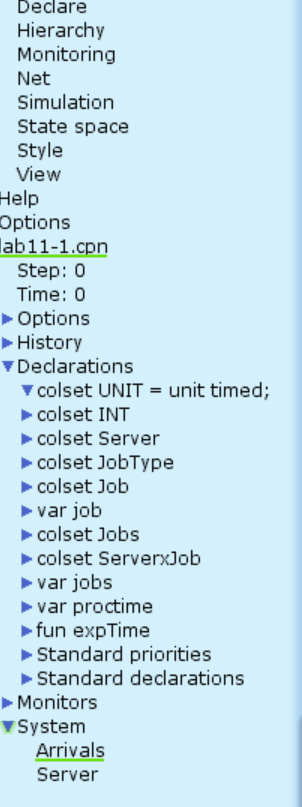 Declare
Hierarchy
Monitoring
Net
Simulation
State space
Style
View
Help
Options
lab11-1.cpn
Step: 0
Time: 0
Options
History
Declarations
colset UNIT = unit timed;
colset INT
colset Server
colset JobType
colset Job
var job
colset Jobs
colset ServerxJob
var jobs
var proctime
fun expTime
Standard priorities
Standard declarations
Monitors
System
Arrivals
Server